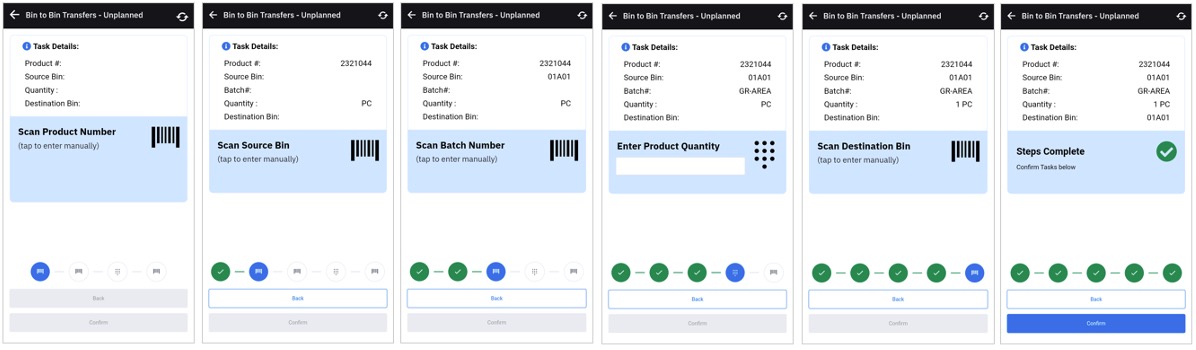 Bin to Bin Transfers - Unplanned
Task Details:
Product #:
Source Bin:
Quantity :
Destination Bin:
Scan Product Number
(tap to enter manually)
Back
Confirm
Bin to Bin Transfers - Unplanned
Task Details:
Product #: 2321044
Source Bin:
Batch#:
Quantity : PC
Destination Bin:
Scan Source Bin
(tap to enter manually)
Back
Confirm
Bin to Bin Transfers - Unplanned
Task Details:
Product #: 2321044
Source Bin: 01A01
Batch#:
Quantity : PC
Destination Bin:
Scan Batch Number
(tap to enter manually)
Back
Confirm
Bin to Bin Transfers - Unplanned
Task Details:
Product #: 2321044
Source Bin: 01A01
Batch#: GR-AREA
Quantity : PC
Destination Bin:
Enter Product Quantity
Back
Confirm
Bin to Bin Transfers - Unplanned
Task Details:
Product #: 2321044
Source Bin: 01A01
Batch#: GR-AREA
Quantity : 1 PC
Destination Bin:
Scan Destination Bin
(tap to enter manually)
Back
Confirm
Bin to Bin Transfers - Unplanned
Task Details:
Product #: 2321044
Source Bin: 01A01
Batch#: GR-AREA
Quantity : 1 PC
Destination Bin: 01A01
Steps Complete
Confirm Tasks below
Back
Confirm